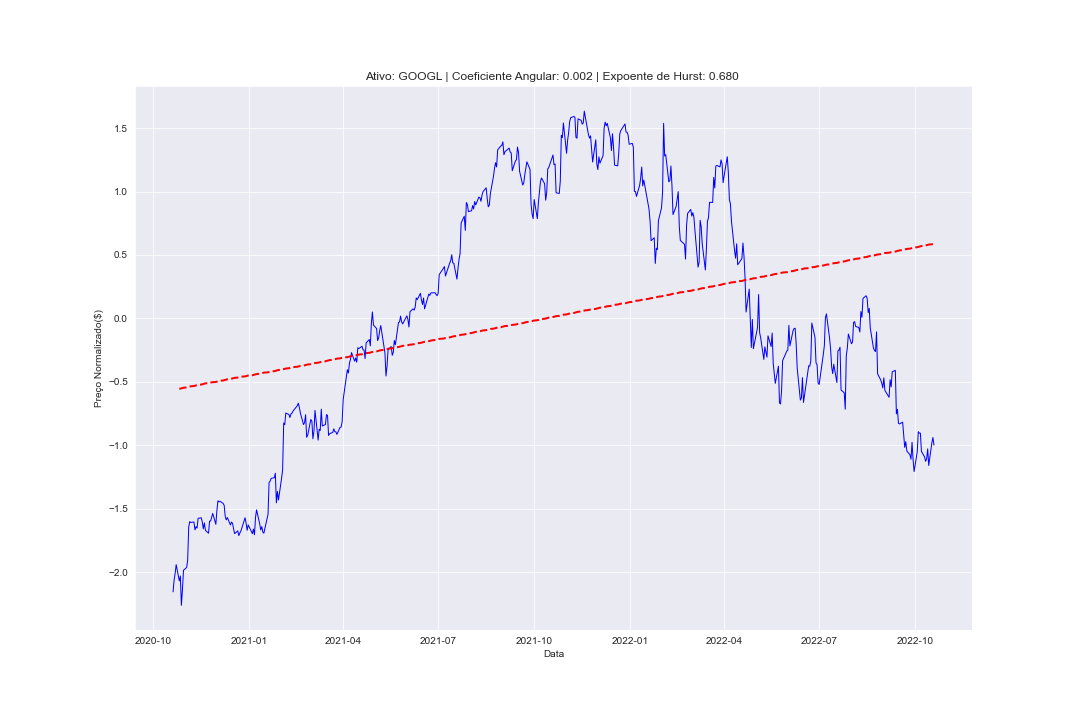 Ativo: GOOGL | Coeficiente Angular: 0.002 | Expoente de Hurst: 0.680
1.5
1.0
0.5
0.0
−0.5
−1.0
−1.5
−2.0
Preço Normalizado($)
2020-10 2021-01 2021-04 2021-07 2021-10 2022-01 2022-04 2022-07 2022-10
Data